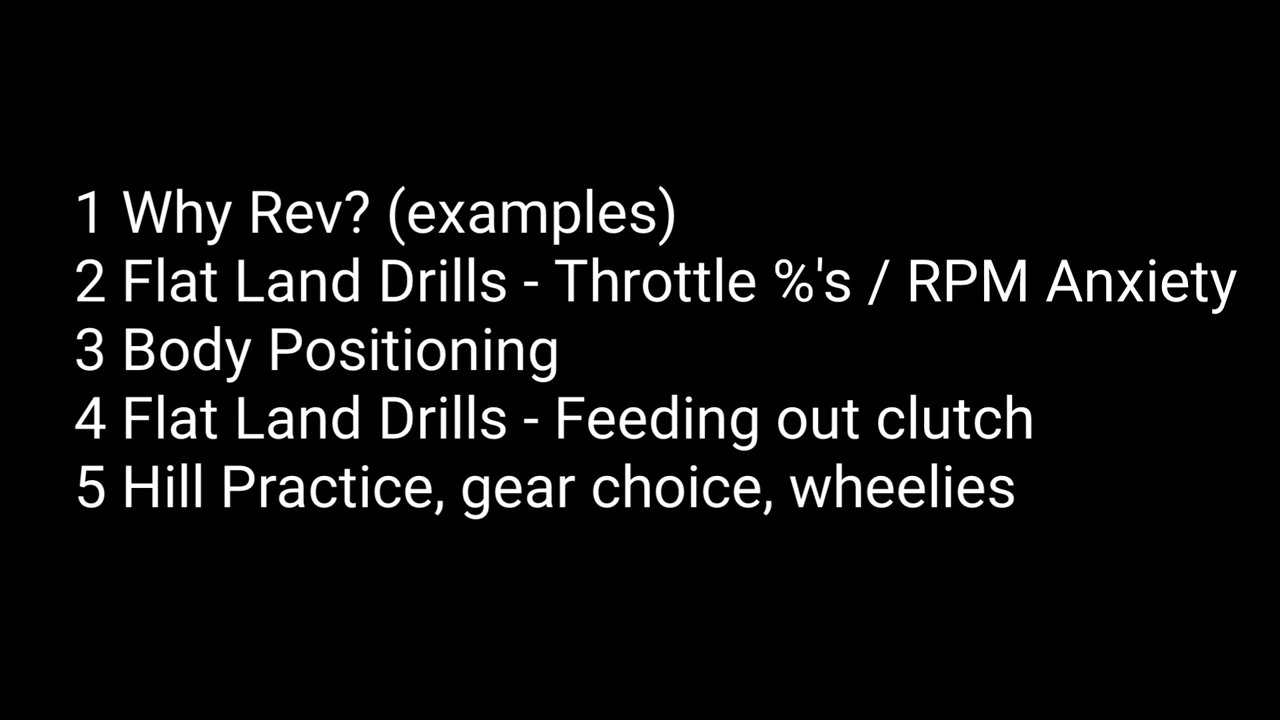 1 Why Rev? (examples)
2 Flat Land Drills - Throttle %'s / RPM Anxiety
3 Body Positioning
4 Flat Land Drills - Feeding out clutch
5 Hill Practice, gear choice, wheelies